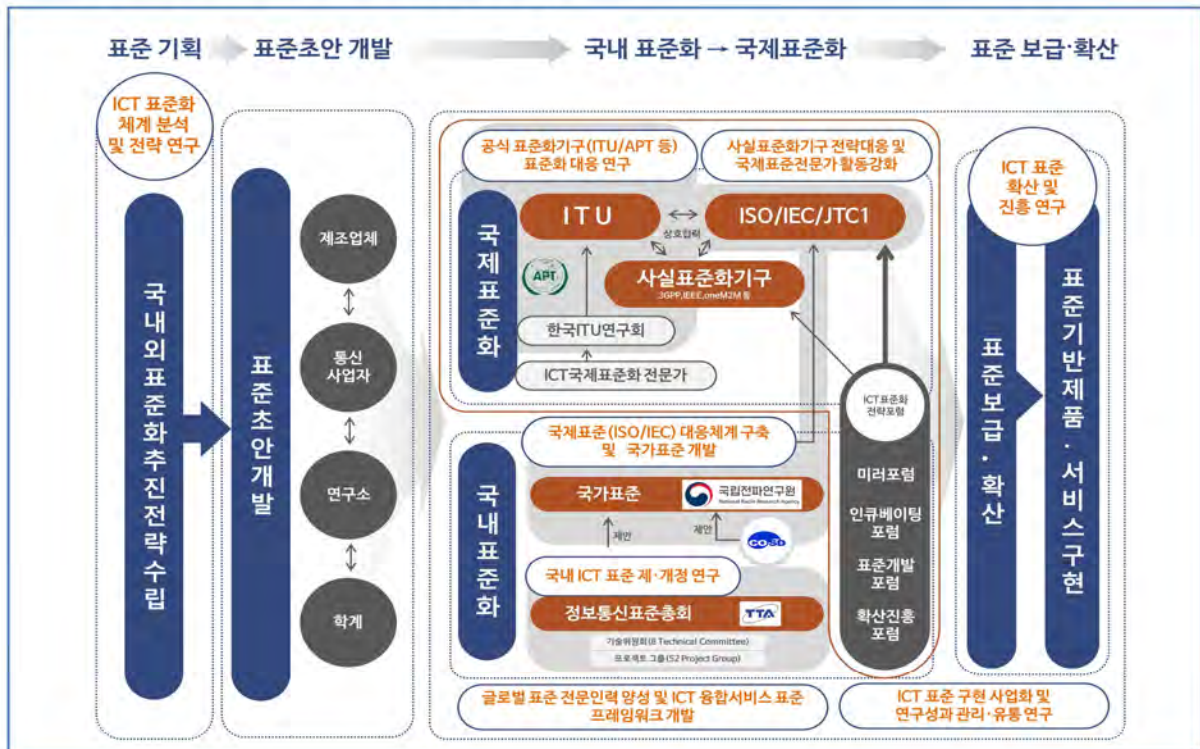 표준 기획
표준초안 개발
국내 표준화 → 국제표준화
표준 보급·확산
ICT 표준화
체계 분석
및 전략 연구
국내외표준화추진전략수립
표준초안개발
제조업체
통신
사업자
연구소
학계
공식 표준화기구(ITU/APT 등)
표준화 대응 연구
사실표준화기구 전략대응 및
국제표준전문가 활동강화
국제표준화
ITU
ISO/IEC/JTC1
상호협력
APT
사실표준화기구
3GPP,IEEE,oneM2M 등
한국ITU연구회
ICT국제표준화 전문가
ICT표준화
전략포럼
미러포럼
인큐베이팅
포럼
표준개발
포럼
확산진흥
포럼
국제표준(ISO/IEC) 대응체계 구축
및 국가표준 개발
국내표준화
국가표준
국립전파연구원
National Radio Research Agency
제안
제안
국내 ICT 표준 제·개정 연구
정보통신표준총회
TTA
기술위원회(8 Technical Committee)
프로젝트 그룹(52 Project Group)
글로벌 표준 전문인력 양성 및 ICT 융합서비스 표준
프레임워크 개발
ICT 표준 구현 사업화 및
연구성과 관리·유통 연구
ICT 표준
확산 및
진흥 연구
표준보급·확산
표준기반제품·서비스구현